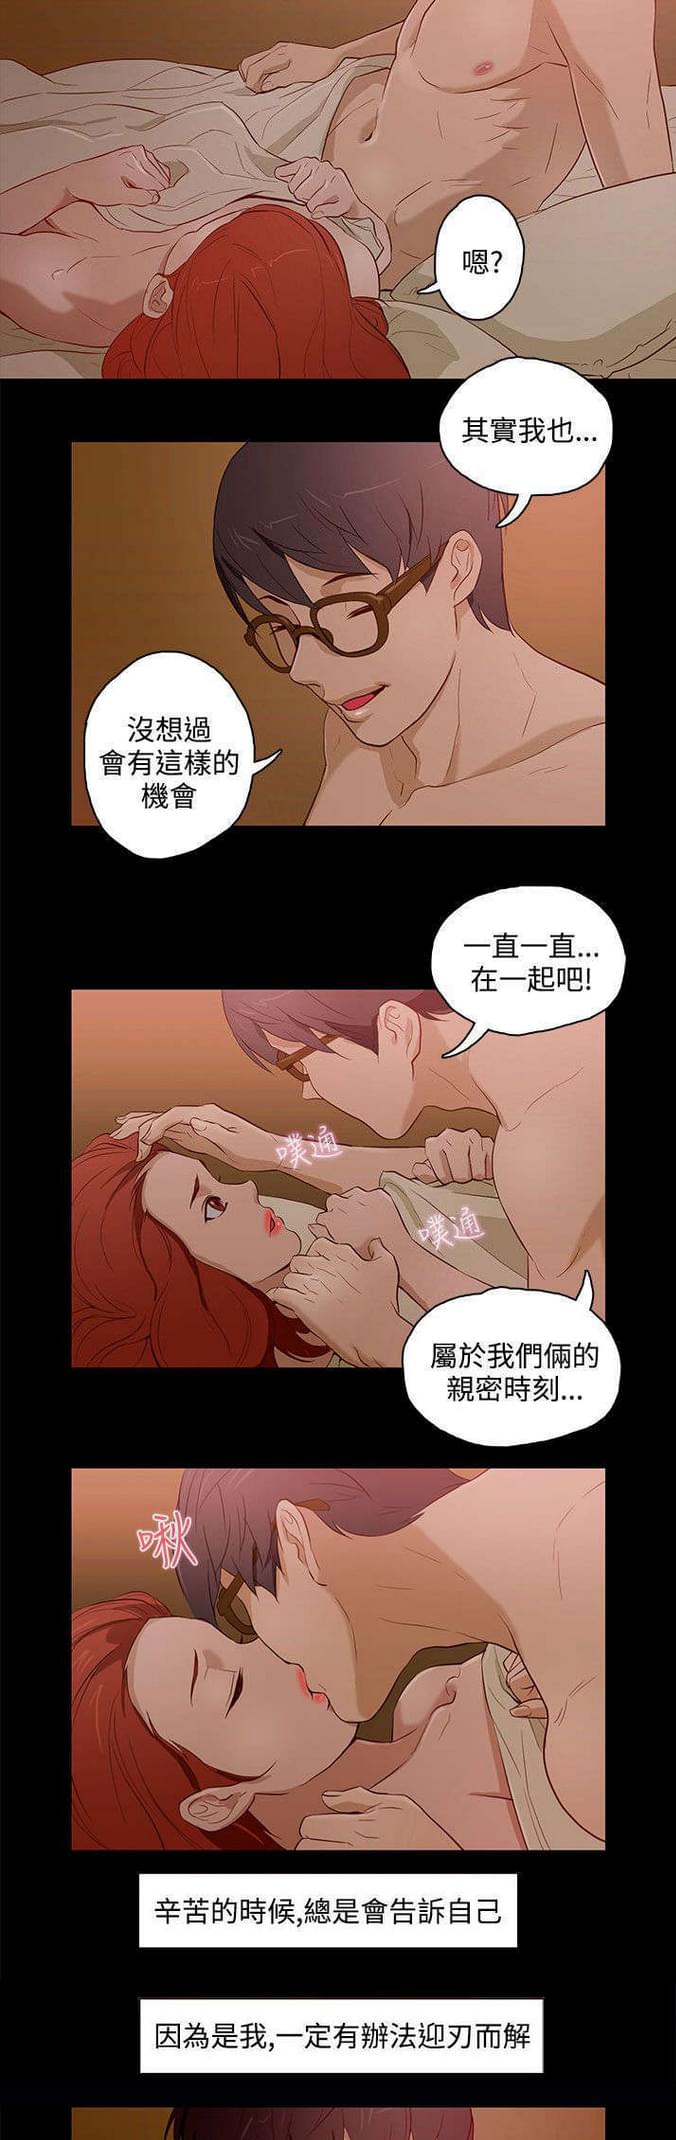 嗯?
其實我也...
沒想過
會有這樣的
機會
一直一直...
在一起吧!
噗通
噗通
屬於我們倆的
親密時刻...
啾
辛苦的時候,總是會告訴自己
因為是我,一定有辦法迎刃而解